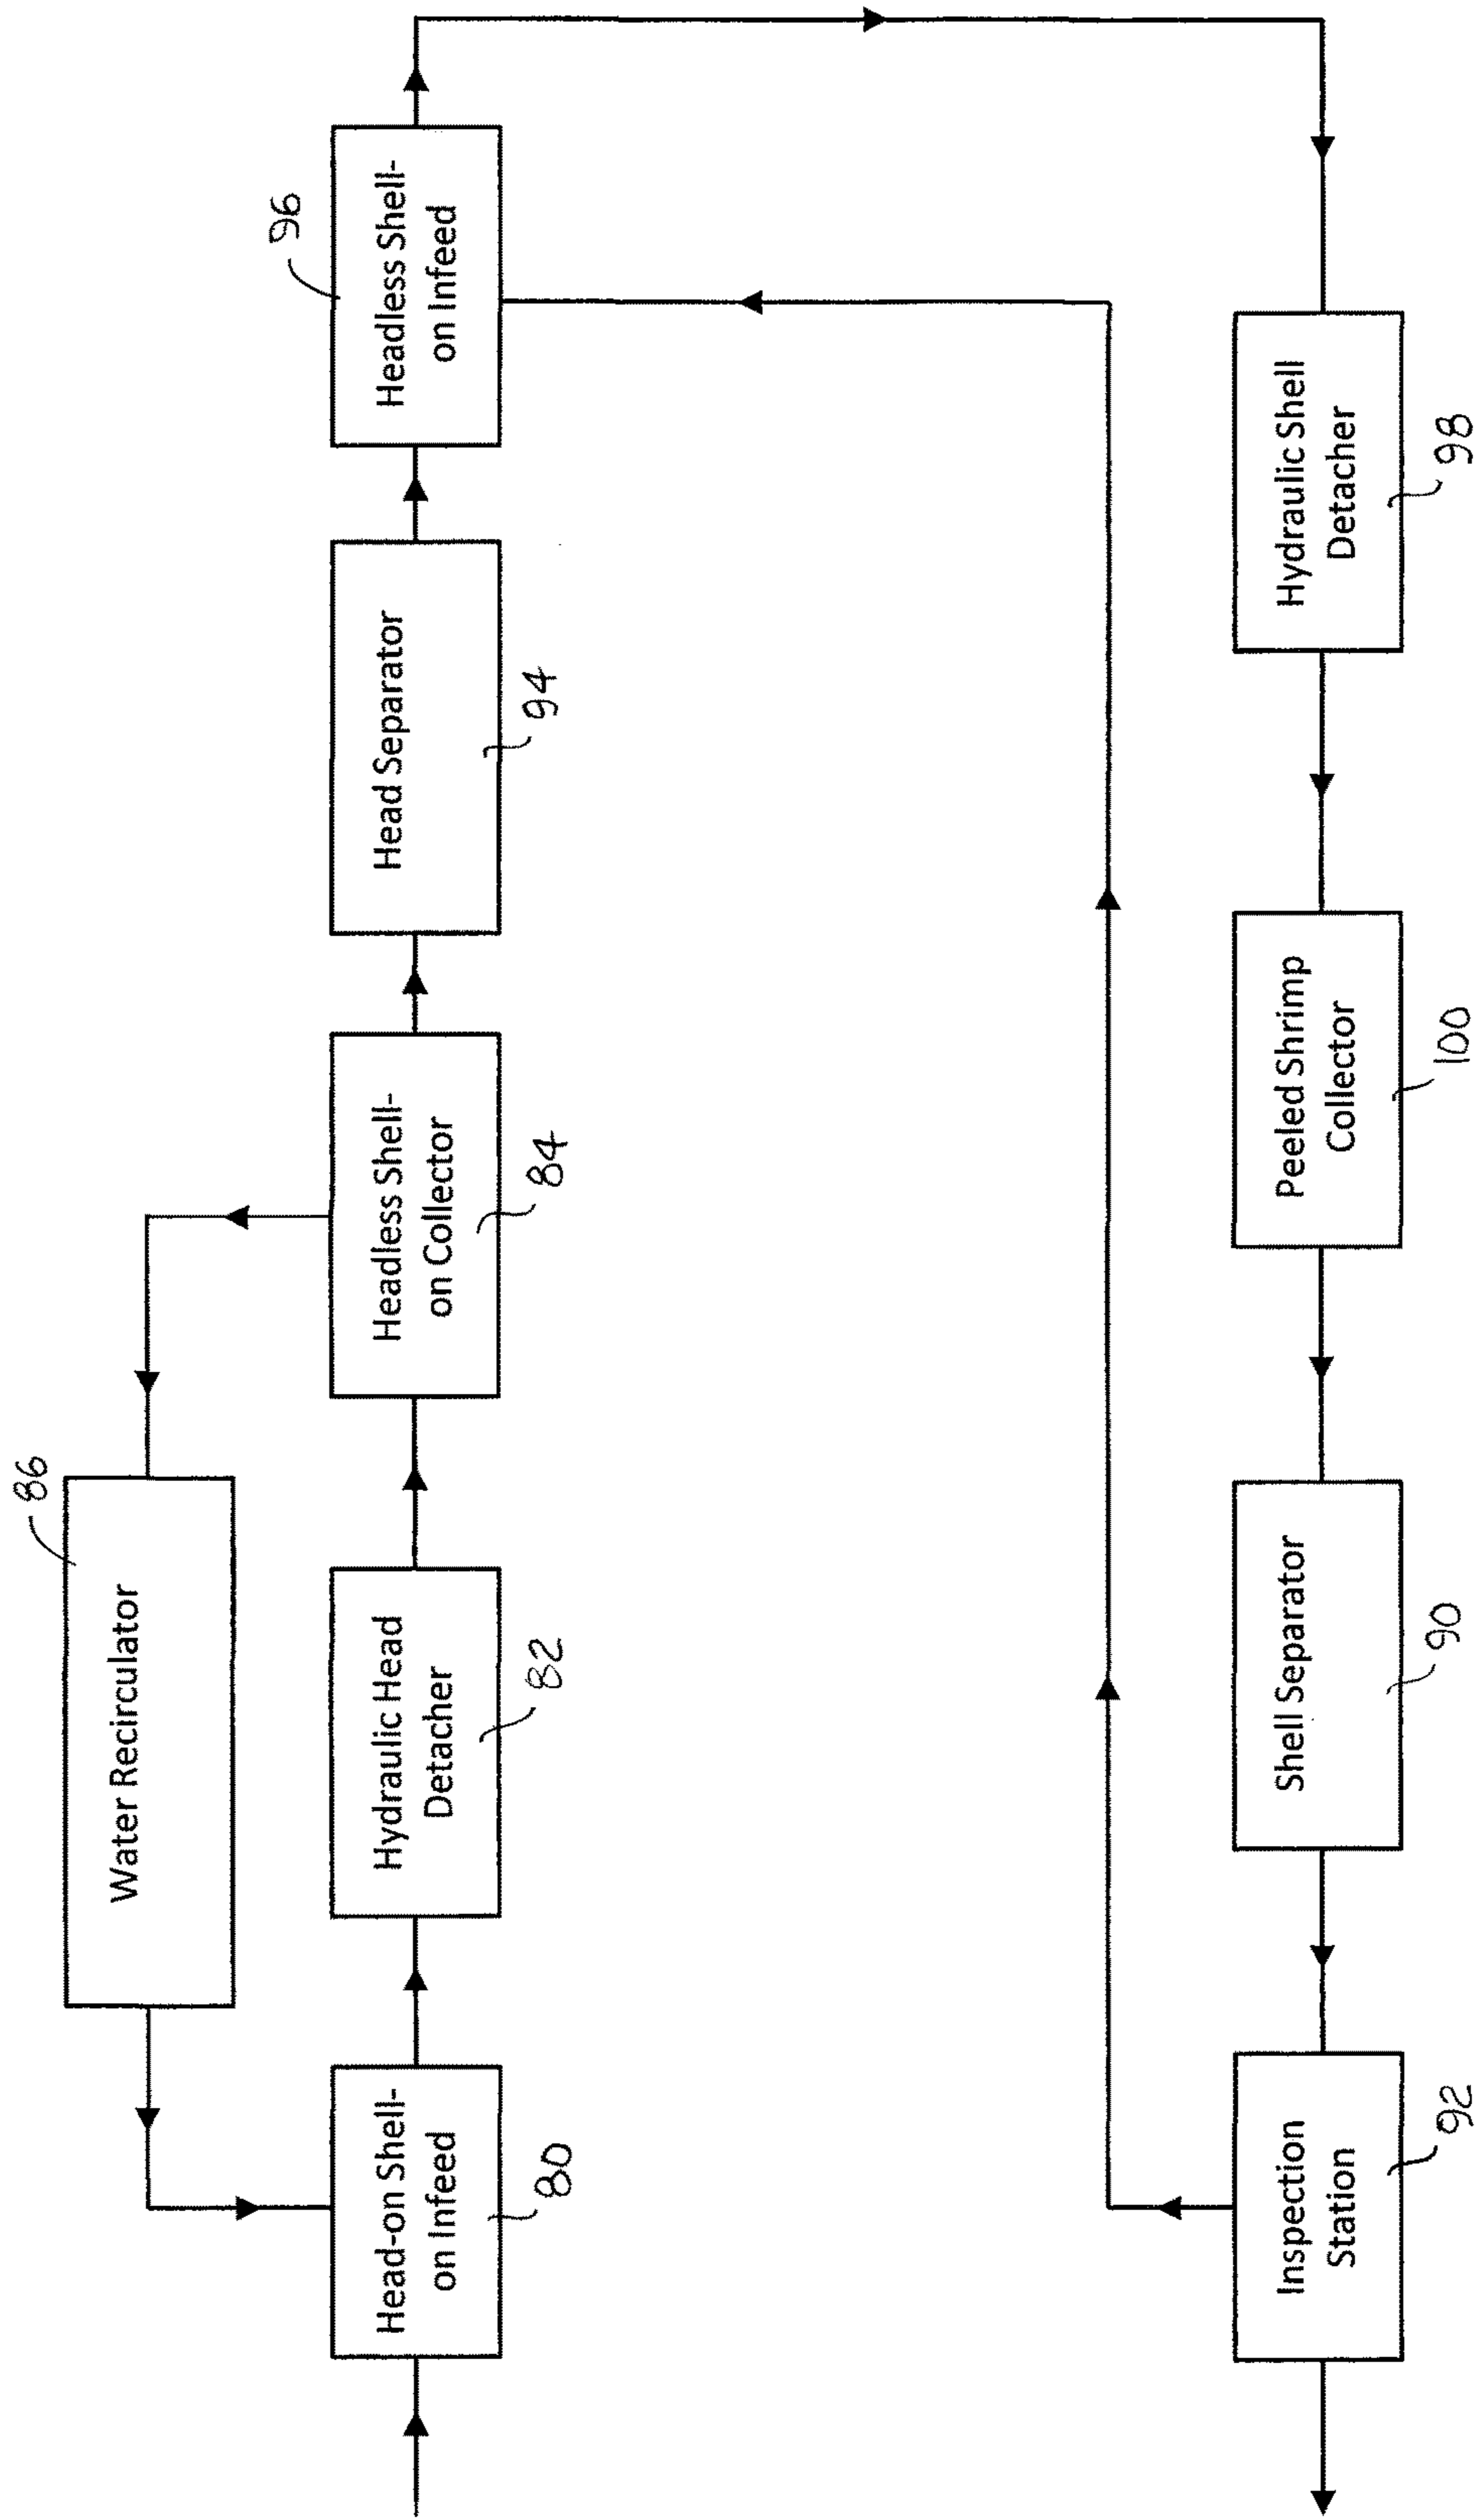 Water Recirculator
86
Head-on Shell-
on Infeed
80
Hydraulic Head
Detacher
82
Headless Shell-
on Collector
84
Head Separator
94
Headless Shell-
on Infeed
96
Inspection
Station
92
Shell Separator
90
Peeled Shrimp
Collector
100
Hydraulic Shell
Detacher
98